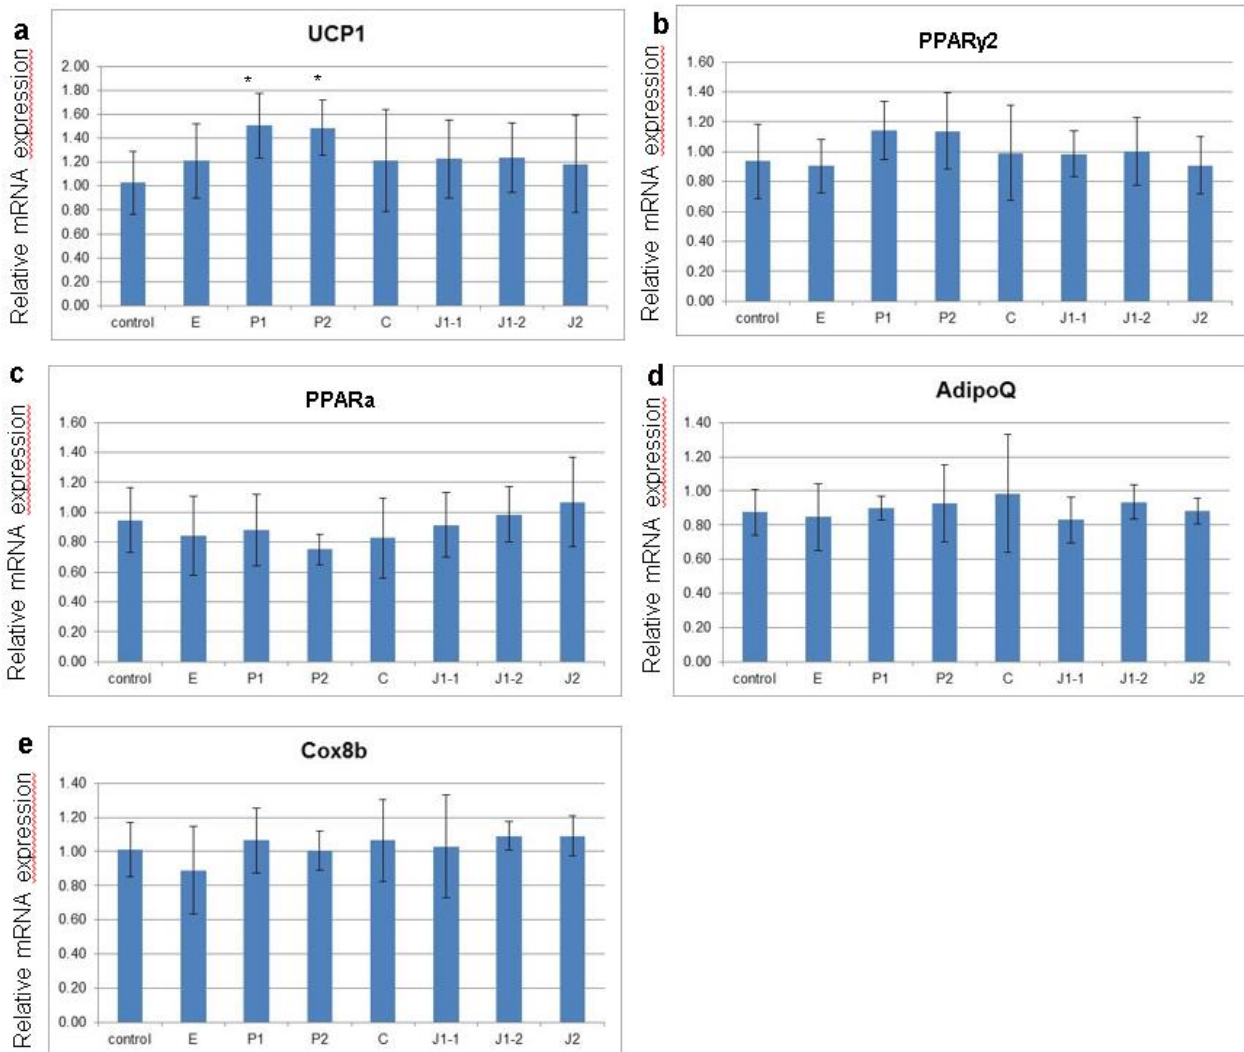 a
UCP1
Relative mRNA expression
2.00
1.80
1.60
1.40
1.20
1.00
0.80
0.60
0.40
0.20
0.00
* *
control E P1 P2 C J1-1 J1-2 J2
b
PPARy2
Relative mRNA expression
1.60
1.40
1.20
1.00
0.80
0.60
0.40
0.20
0.00
control E P1 P2 C J1-1 J1-2 J2
c
PPARa
Relative mRNA expression
1.60
1.40
1.20
1.00
0.80
0.60
0.40
0.20
0.00
control E P1 P2 C J1-1 J1-2 J2
d
AdipoQ
Relative mRNA expression
1.40
1.20
1.00
0.80
0.60
0.40
0.20
0.00
control E P1 P2 C J1-1 J1-2 J2
e
Cox8b
Relative mRNA expression
1.40
1.20
1.00
0.80
0.60
0.40
0.20
0.00
control E P1 P2 C J1-1 J1-2 J2